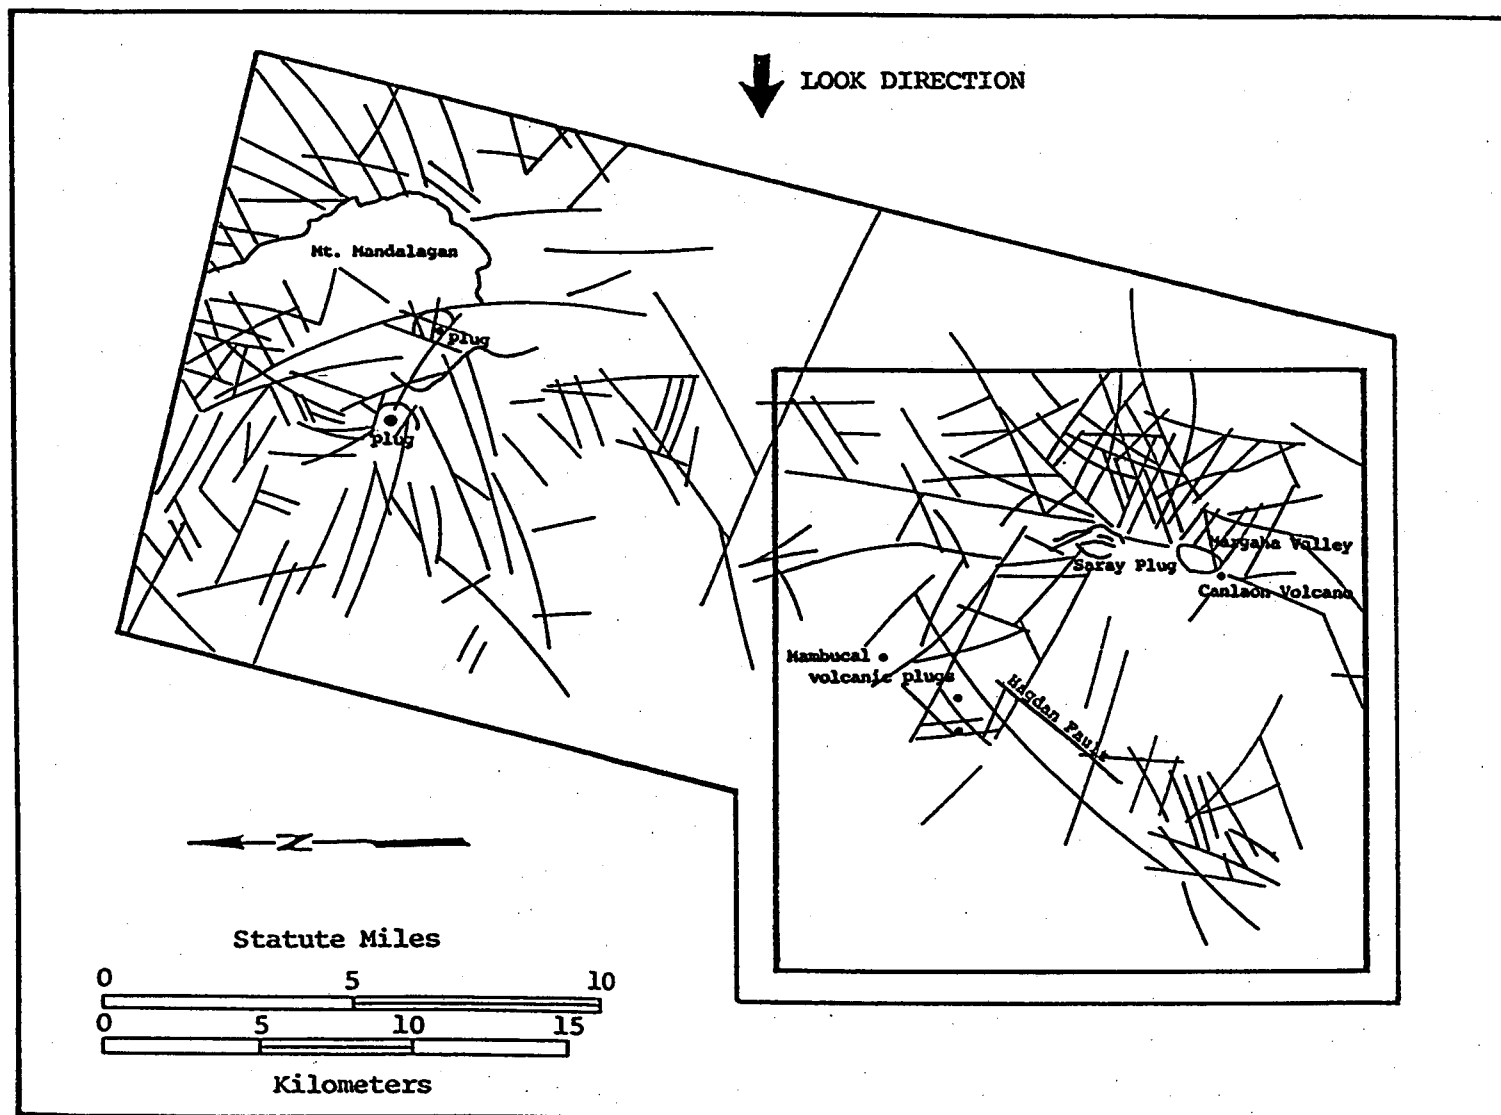 LOOK DIRECTION
Mt. Mandalagan
plug
plug
Margaha Valley
Saray Plug
Canlaon Volcano
Mambucal
volcanic plugs
Hagdan Fault
N
Statute Miles
0 5 10
0 5 10 15
Kilometers